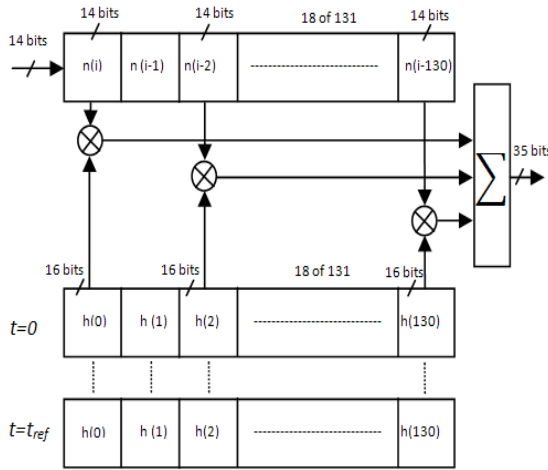 14 bits 14 bits 18 of 131 14 bits
14 bits
n(i) n (i-1) n(i-2) n(i-130)
35 bits
∑
16 bits 16 bits 18 of 131 16 bits
t=0 h(0) h (1) h(2) h(130)
t=tref h(0) h (1) h(2) h(130)